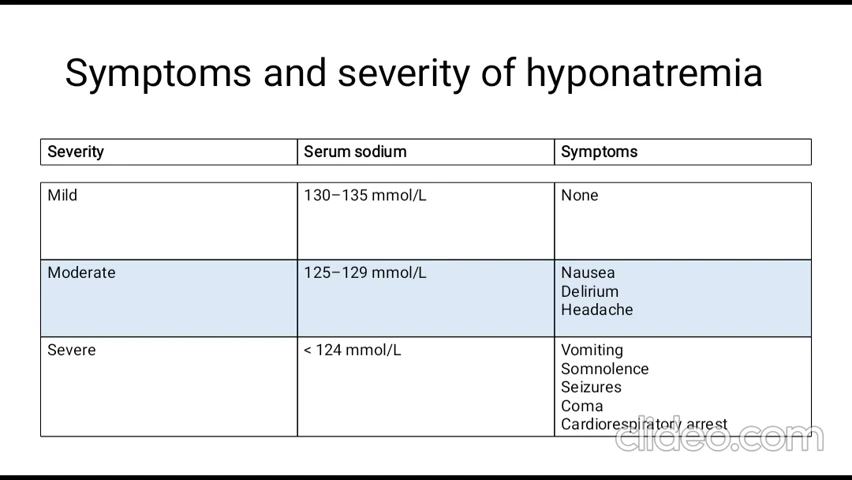 Symptoms and severity of hyponatremia
Severity Serum sodium Symptoms
Mild 130–135 mmol/L None
Moderate 125–129 mmol/L Nausea
Delirium
Headache
Severe < 124 mmol/L Vomiting
Somnolence
Seizures
Coma
Cardiorespiratory arrest
clideo.com